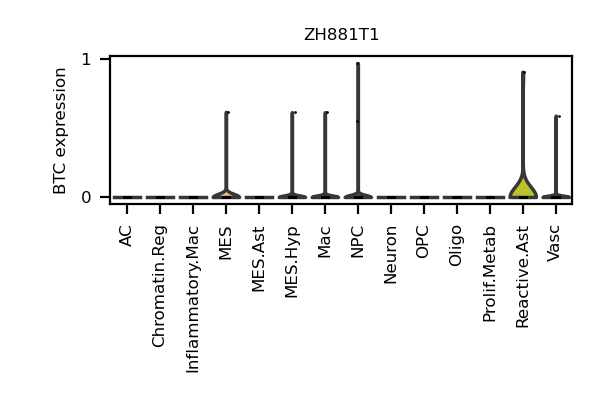 ZH881T1
BTC expression
1
0
AC
Chromatin.Reg
Inflammatory.Mac
MES
MES.Ast
MES.Hyp
Mac
NPC
Neuron
OPC
Oligo
Prolif.Metab
Reactive.Ast
Vasc